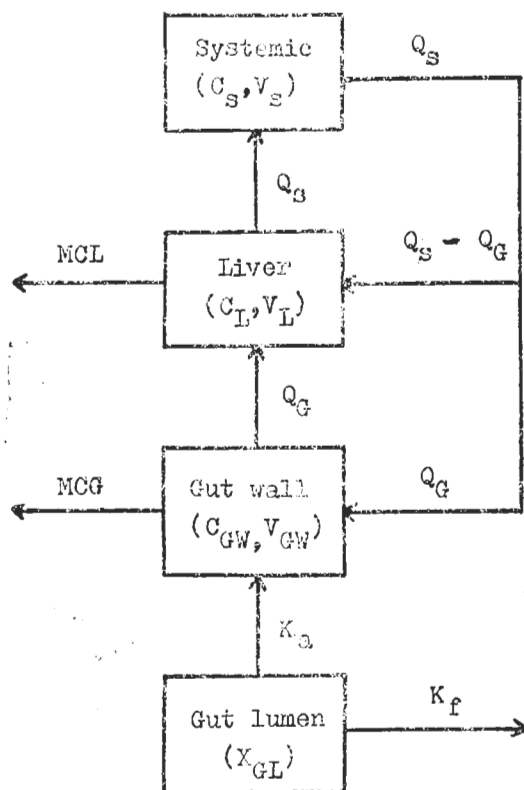 Systemic
(C_s,V_s)
Q_s
Q_s
MCL
Liver
(C_L,V_L)
Q_s - Q_G
Q_G
MCG
Gut wall
(C_GW,V_GW)
Q_G
K_a
Gut lumen
(X_GL)
K_f